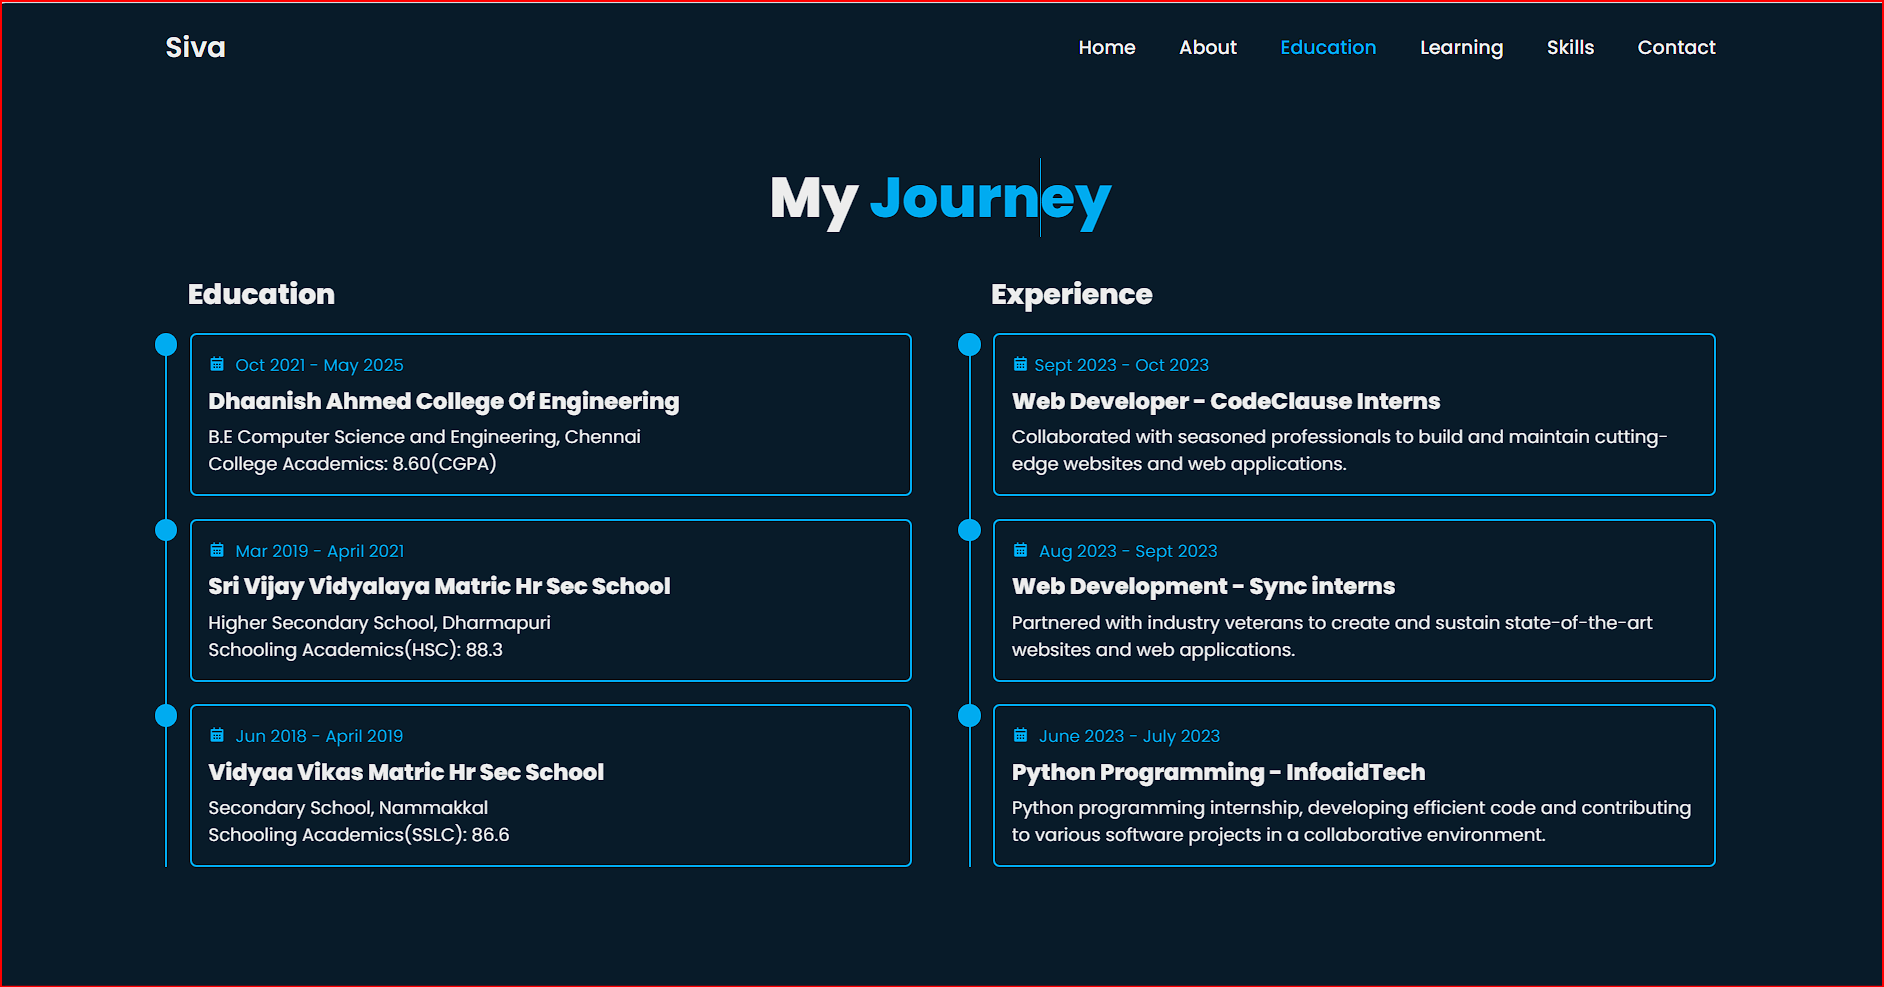 Siva
Home About Education Learning Skills Contact
My Journey
Education
Oct 2021 - May 2025
Dhaanish Ahmed College Of Engineering
B.E Computer Science and Engineering, Chennai
College Academics: 8.60(CGPA)
Mar 2019 - April 2021
Sri Vijay Vidyalaya Matric Hr Sec School
Higher Secondary School, Dharmapuri
Schooling Academics(HSC): 88.3
Jun 2018 - April 2019
Vidyaa Vikas Matric Hr Sec School
Secondary School, Nammakkal
Schooling Academics(SSLC): 86.6
Experience
Sept 2023 - Oct 2023
Web Developer - CodeClause Interns
Collaborated with seasoned professionals to build and maintain cutting-
edge websites and web applications.
Aug 2023 - Sept 2023
Web Development - Sync interns
Partnered with industry veterans to create and sustain state-of-the-art
websites and web applications.
June 2023 - July 2023
Python Programming - InfoaidTech
Python programming internship, developing efficient code and contributing
to various software projects in a collaborative environment.